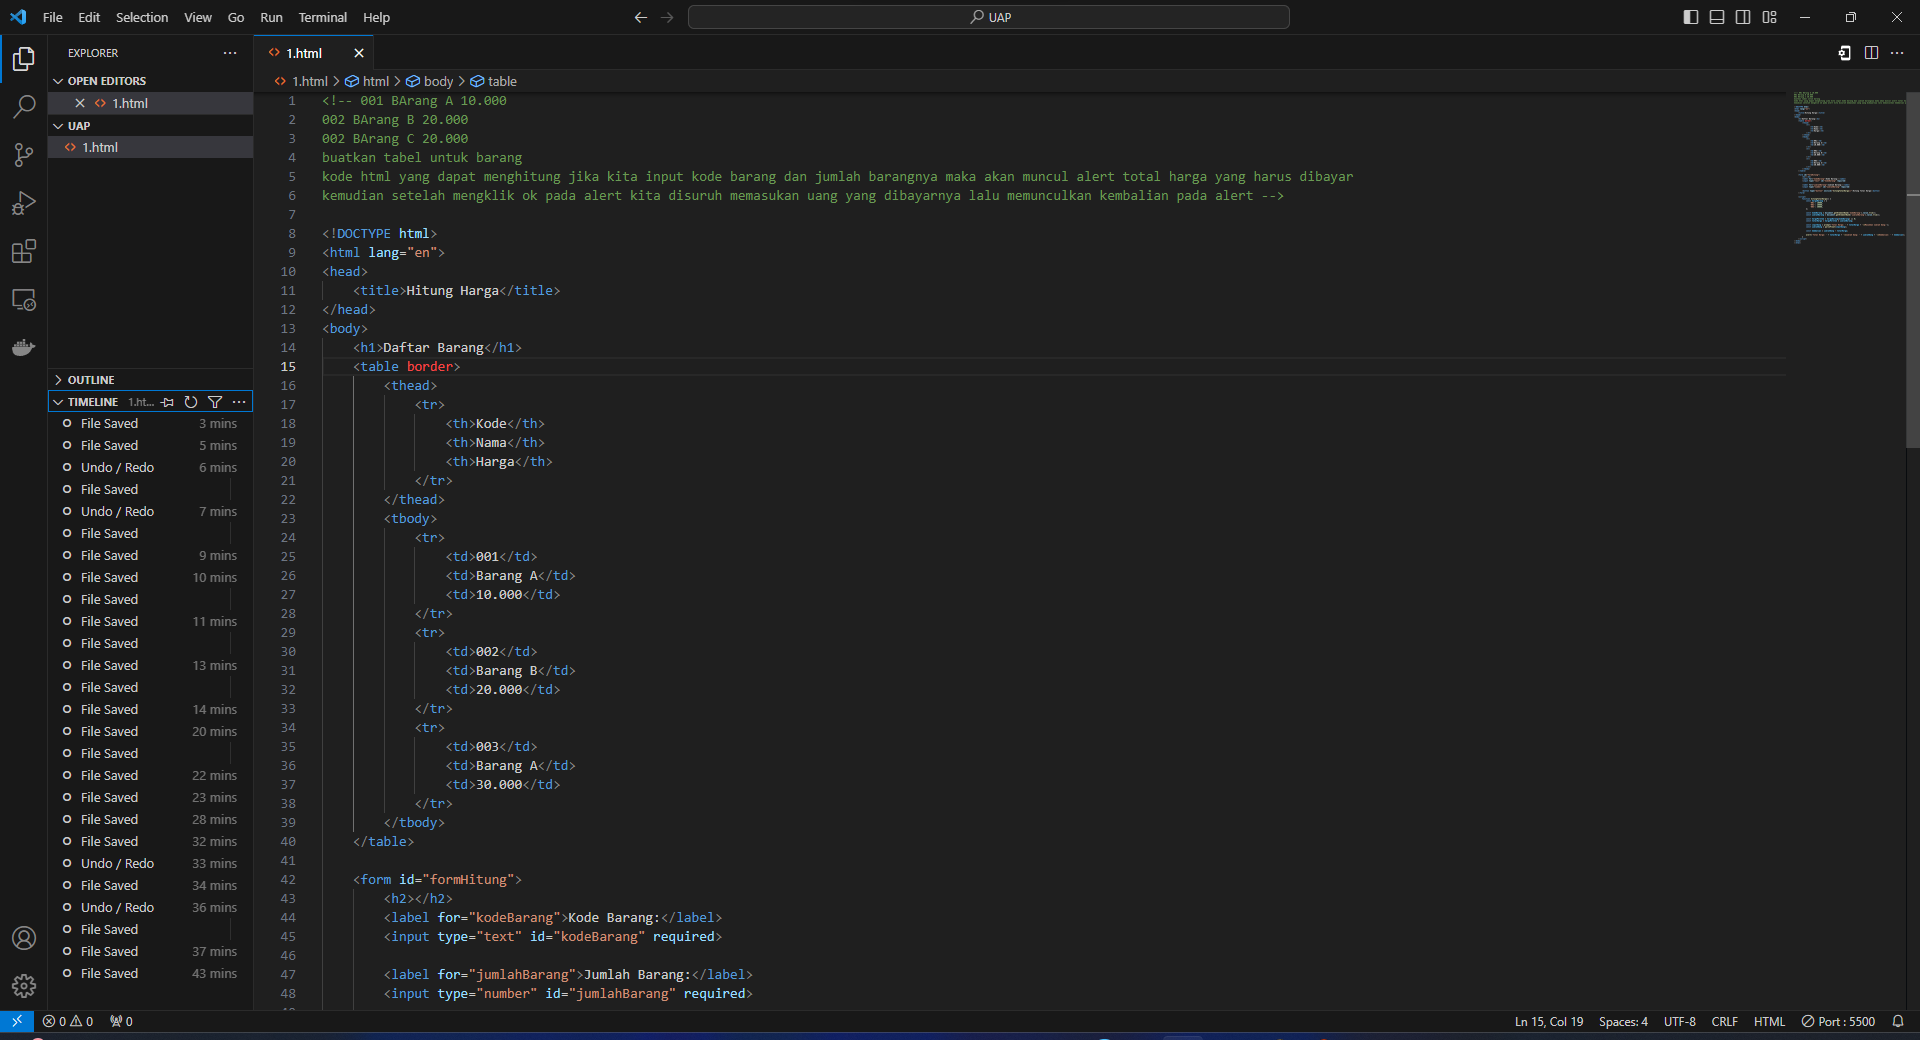 File Edit Selection View Go Run Terminal Help
UAP
EXPLORER
OPEN EDITORS
1.html
UAP
1.html
OUTLINE
TIMELINE 1.ht...
File Saved 3 mins
File Saved 5 mins
Undo / Redo 6 mins
File Saved
Undo / Redo 7 mins
File Saved
File Saved 9 mins
File Saved 10 mins
File Saved
File Saved 11 mins
File Saved
File Saved 13 mins
File Saved
File Saved 14 mins
File Saved 20 mins
File Saved
File Saved 22 mins
File Saved 23 mins
File Saved 28 mins
File Saved 32 mins
Undo / Redo 33 mins
File Saved 34 mins
Undo / Redo 36 mins
File Saved
File Saved 37 mins
File Saved 43 mins
1.html
1.html > html > body > table
1 <!-- 001 BArang A 10.000
2 002 BArang B 20.000
3 002 BArang C 20.000
4 buatkan tabel untuk barang
5 kode html yang dapat menghitung jika kita input kode barang dan jumlah barangnya maka akan muncul alert total harga yang harus dibayar
6 kemudian setelah mengklik ok pada alert kita disuruh memasukan uang yang dibayarnya lalu memunculkan kembalian pada alert -->
7
8 <!DOCTYPE html>
9 <html lang="en">
10 <head>
11 <title>Hitung Harga</title>
12 </head>
13 <body>
14 <h1>Daftar Barang</h1>
15 <table border>
16 <thead>
17 <tr>
18 <th>Kode</th>
19 <th>Nama</th>
20 <th>Harga</th>
21 </tr>
22 </thead>
23 <tbody>
24 <tr>
25 <td>001</td>
26 <td>Barang A</td>
27 <td>10.000</td>
28 </tr>
29 <tr>
30 <td>002</td>
31 <td>Barang B</td>
32 <td>20.000</td>
33 </tr>
34 <tr>
35 <td>003</td>
36 <td>Barang A</td>
37 <td>30.000</td>
38 </tr>
39 </tbody>
40 </table>
41
42 <form id="formHitung">
43 <h2></h2>
44 <label for="kodeBarang">Kode Barang:</label>
45 <input type="text" id="kodeBarang" required>
46
47 <label for="jumlahBarang">Jumlah Barang:</label>
48 <input type="number" id="jumlahBarang" required>
0 0 0
Ln 15, Col 19 Spaces: 4 UTF-8 CRLF HTML Port : 5500